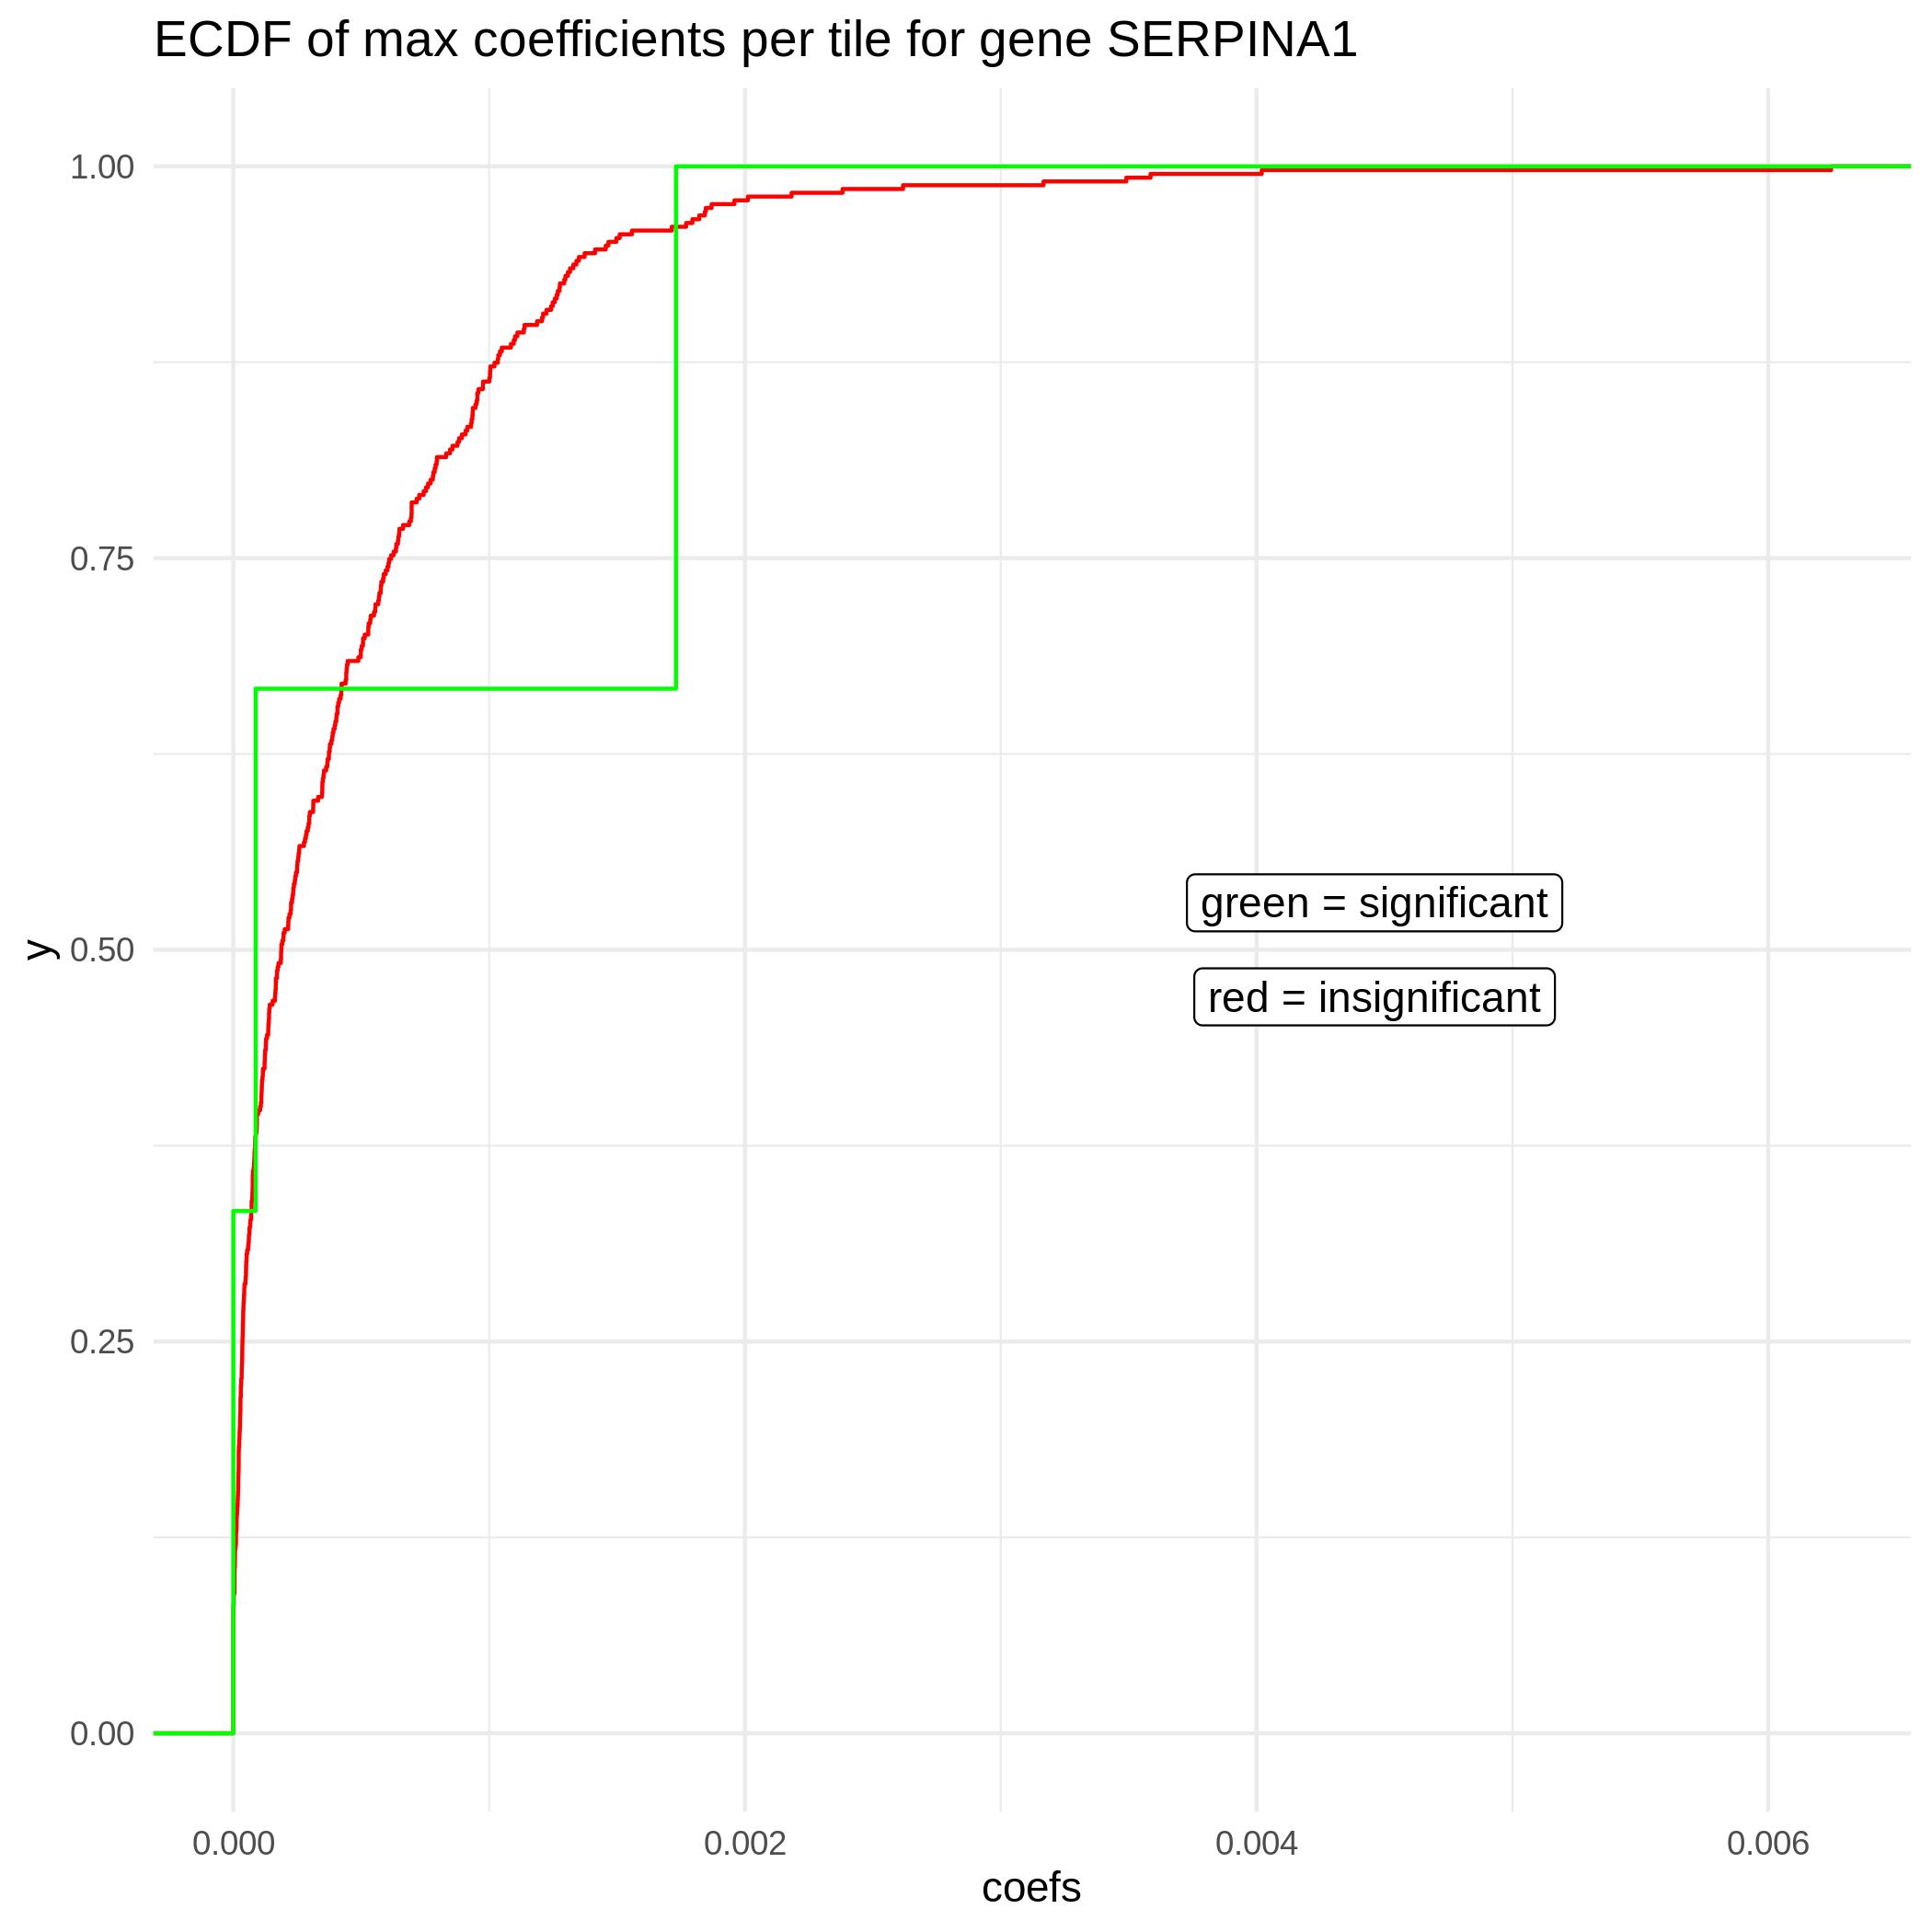 ECDF of max coefficients per tile for gene SERPINA1
1.00
0.75
0.50
0.25
0.00
y
green = significant
red = insignificant
0.000
0.002
0.004
0.006
coefs